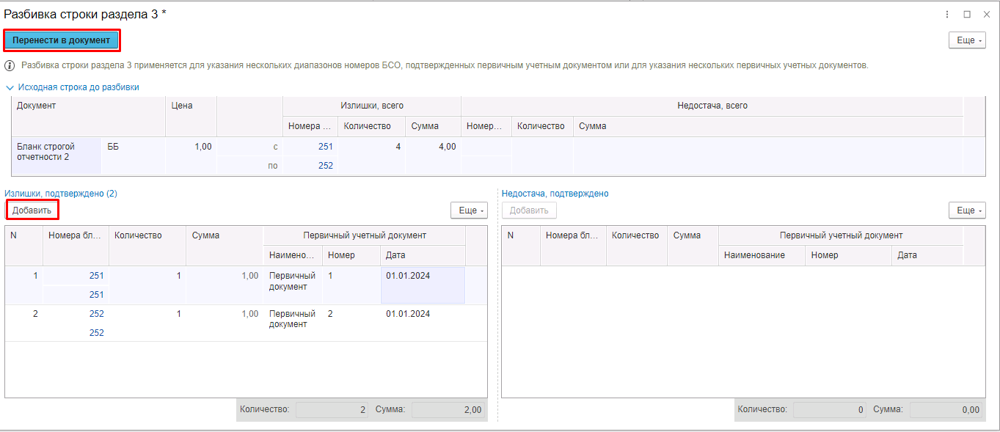 Разбивка строки раздела 3 *
Перенести в документ
Еще
Разбивка строки раздела 3 применяется для указания нескольких диапазонов номеров БСО, подтвержденных первичным учетным документом или для указания нескольких первичных учетных документов.
Исходная строка до разбивки
Документ Цена Излишки, всего Недостача, всего
Номера ... Количество Сумма Номер... Количество Сумма
Бланк строгой ББ 1,00 с 251 4 4,00
отчетности 2
по 252
Излишки, подтверждено (2) Недостача, подтверждено
Добавить Еще Добавить Еще
N Номера бл... Количество Сумма Первичный учетный документ N Номера бл... Количество Сумма Первичный учетный документ
Наимено... Номер Дата Наименование Номер Дата
1 251 1 1,00 Первичный 1 01.01.2024
документ
251
2 252 1 1,00 Первичный 2 01.01.2024
документ
252
Количество: 2 Сумма: 2,00 Количество: 0 Сумма: 0,00